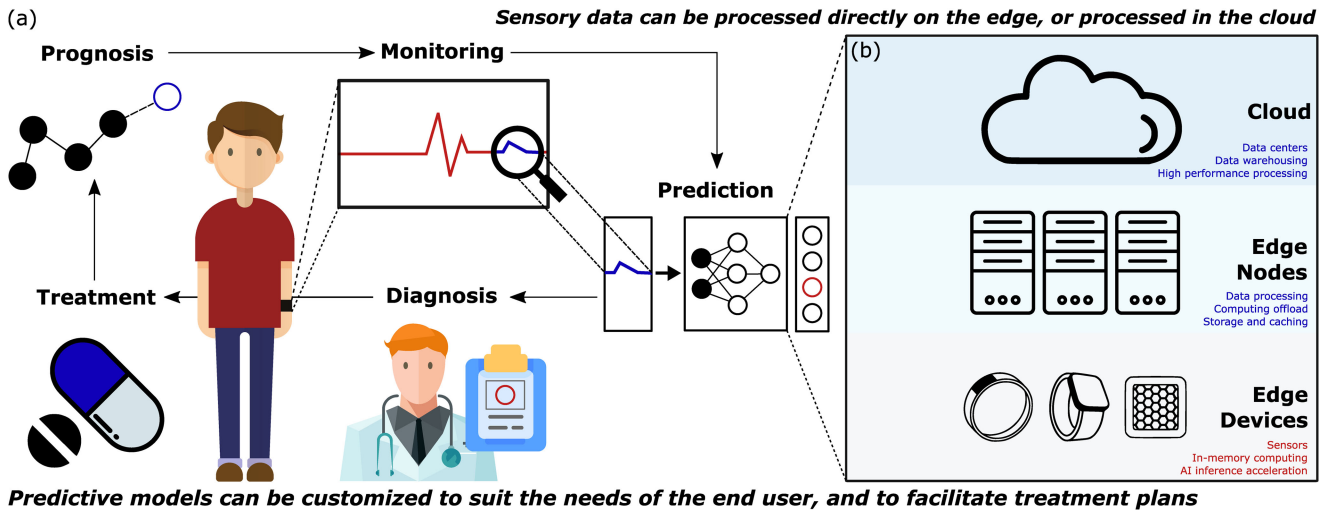 (a)
Sensory data can be processed directly on the edge, or processed in the cloud
Prognosis
Monitoring
Prediction
Treatment
Diagnosis
(b)
Cloud
Data centers
Data warehousing
High performance processing
Edge
Nodes
Data processing
Computing offload
Storage and caching
Edge
Devices
Sensors
In-memory computing
AI inference acceleration
Predictive models can be customized to suit the needs of the end user, and to facilitate treatment plans